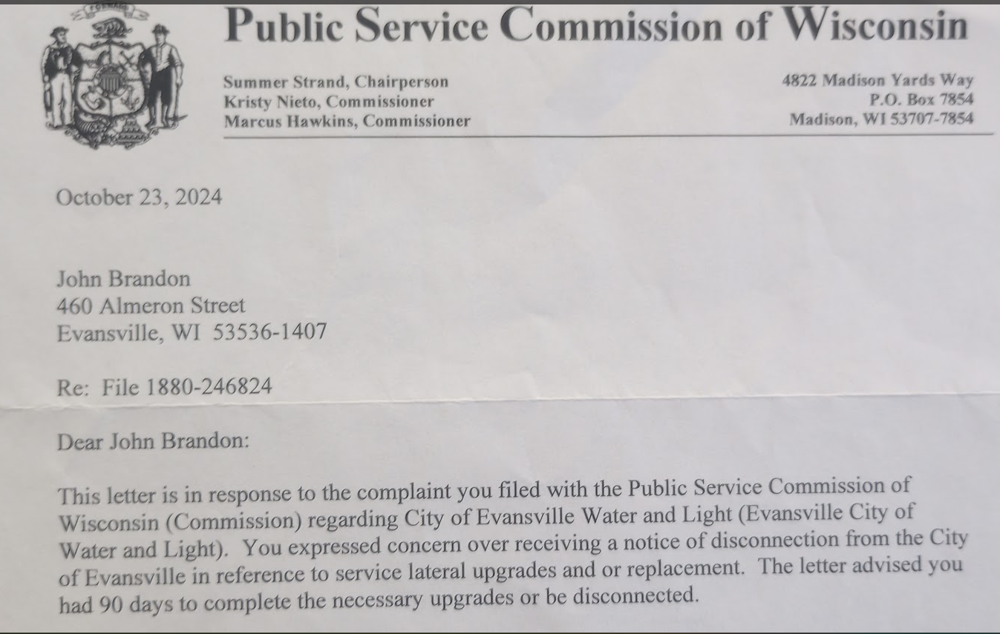 FORWARD
Public Service Commission of Wisconsin
Summer Strand, Chairperson
Kristy Nieto, Commissioner
Marcus Hawkins, Commissioner
4822 Madison Yards Way
P.O. Box 7854
Madison, WI 53707-7854
October 23, 2024
John Brandon
460 Almeron Street
Evansville, WI 53536-1407
Re: File 1880-246824
Dear John Brandon:
This letter is in response to the complaint you filed with the Public Service Commission of
Wisconsin (Commission) regarding City of Evansville Water and Light (Evansville City of
Water and Light). You expressed concern over receiving a notice of disconnection from the City
of Evansville in reference to service lateral upgrades and or replacement. The letter advised you
had 90 days to complete the necessary upgrades or be disconnected.